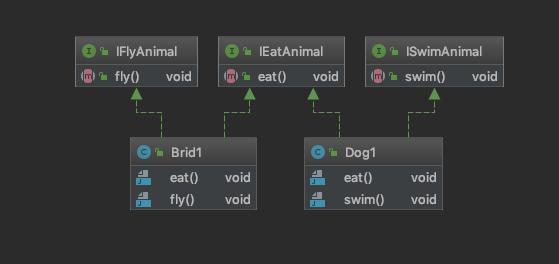 IFlyAnimal
fly() void
IEatAnimal
eat() void
ISwimAnimal
swim() void
Brid1
eat() void
fly() void
Dog1
eat() void
swim() void